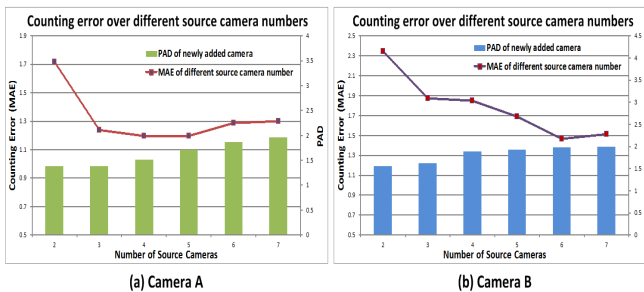 Counting error over different source camera numbers
1.9
1.7
1.5
1.3
1.1
0.9
0.7
0.5
Counting Error (MAE)
PAD of newly added camera
MAE of different source camera number
4
3.5
3
2.5
2
1.5
1
0.5
0
PAD
2 3 4 5 6 7
Number of Source Cameras
(a) Camera A
Counting error over different source camera numbers
2.5
2.3
2.1
1.9
1.7
1.5
1.3
1.1
0.9
0.7
0.5
Counting Error (MAE)
PAD of newly added camera
MAE of different source camera number
4.5
4
3.5
3
2.5
2
1.5
1
0.5
0
2 3 4 5 6 7
Number of Source Cameras
(b) Camera B